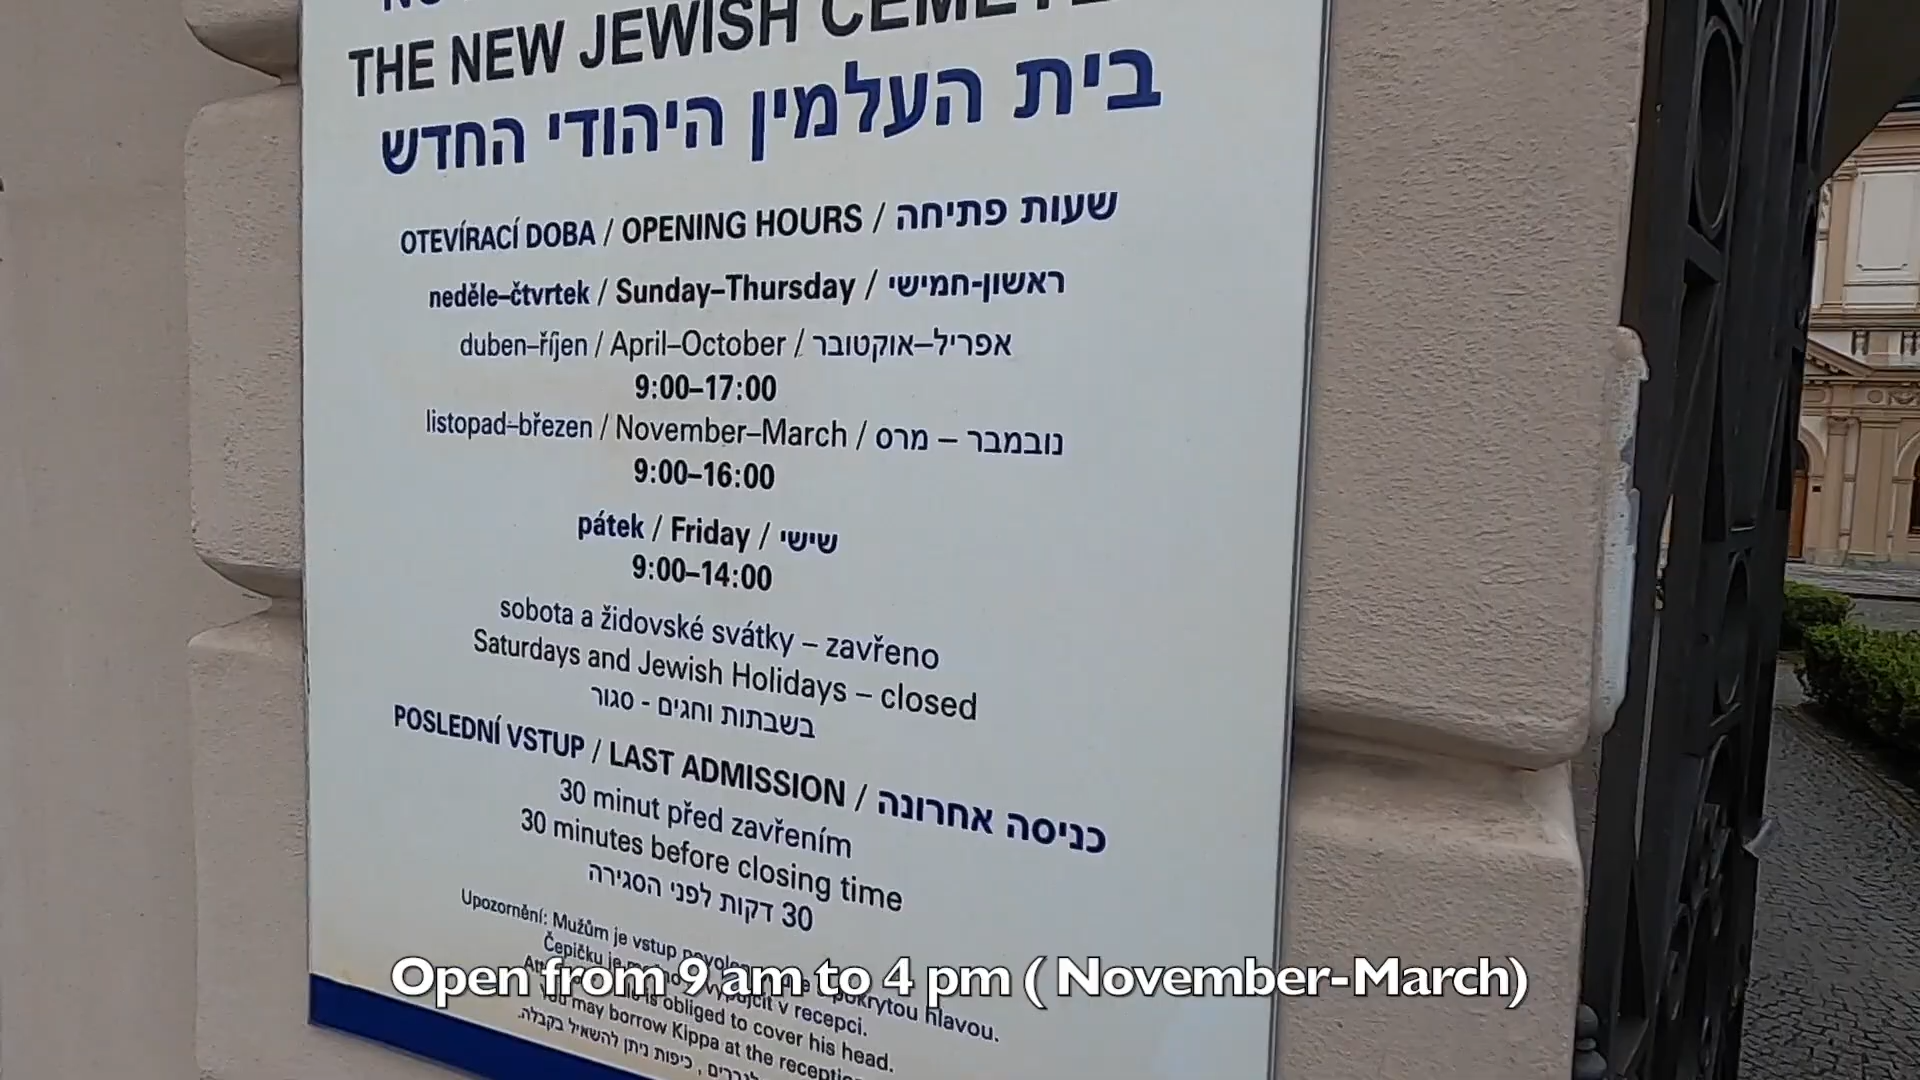 THE NEW JEWISH
בית העלמין היהודי החדש
OTEVÍRACÍ DOBA / OPENING HOURS / שעות פתיחה
neděle–čtvrtek / Sunday–Thursday / ראשון-חמישי
duben–říjen / April–October / אפריל–אוקטובר
9:00–17:00
listopad–březen / November–March / נובמבר – מרס
9:00–16:00
pátek / Friday / שישי
9:00–14:00
sobota a židovské svátky – zavřeno
Saturdays and Jewish Holidays – closed
בשבתות וחגים - סגור
POSLEDNÍ VSTUP / LAST ADMISSION / כניסה אחרונה
30 minut před zavřením
30 minutes before closing time
30 דקות לפני הסגירה
Upozornění: Mužům je vstup pokrytou hlavou.
Čepičku je v recepci.
is obliged to cover his head.
You may borrow Kippa at the
כיפות ניתן להשאיל בקבלה.
Open from 9 am to 4 pm ( November-March)